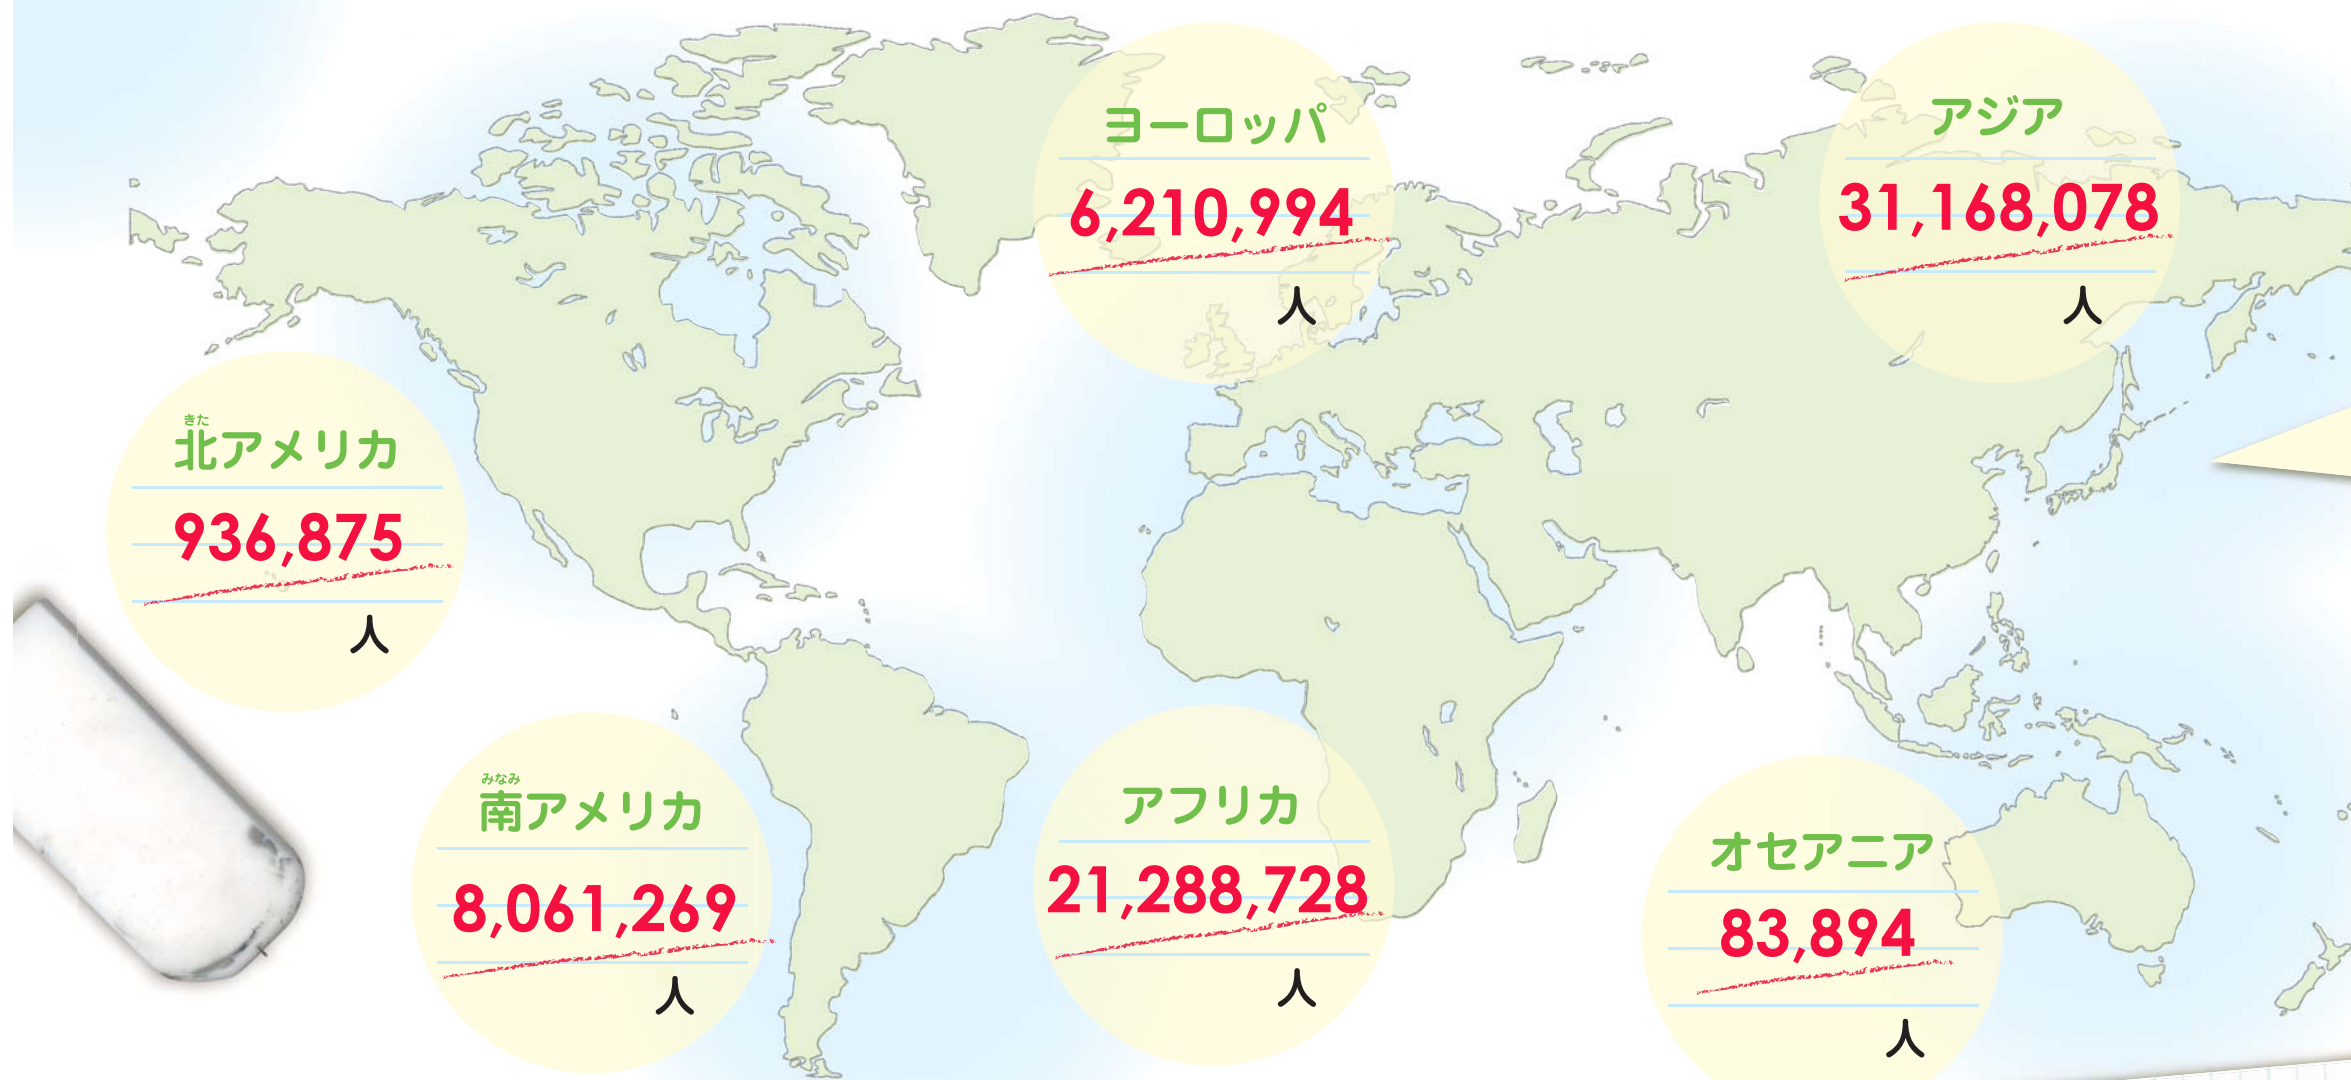 ヨーロッパ
6,210,994
人
アジア
31,168,078
人
きた
北アメリカ
936,875
人
みなみ
南アメリカ
8,061,269
人
アフリカ
21,288,728
人
オセアニア
83,894
人